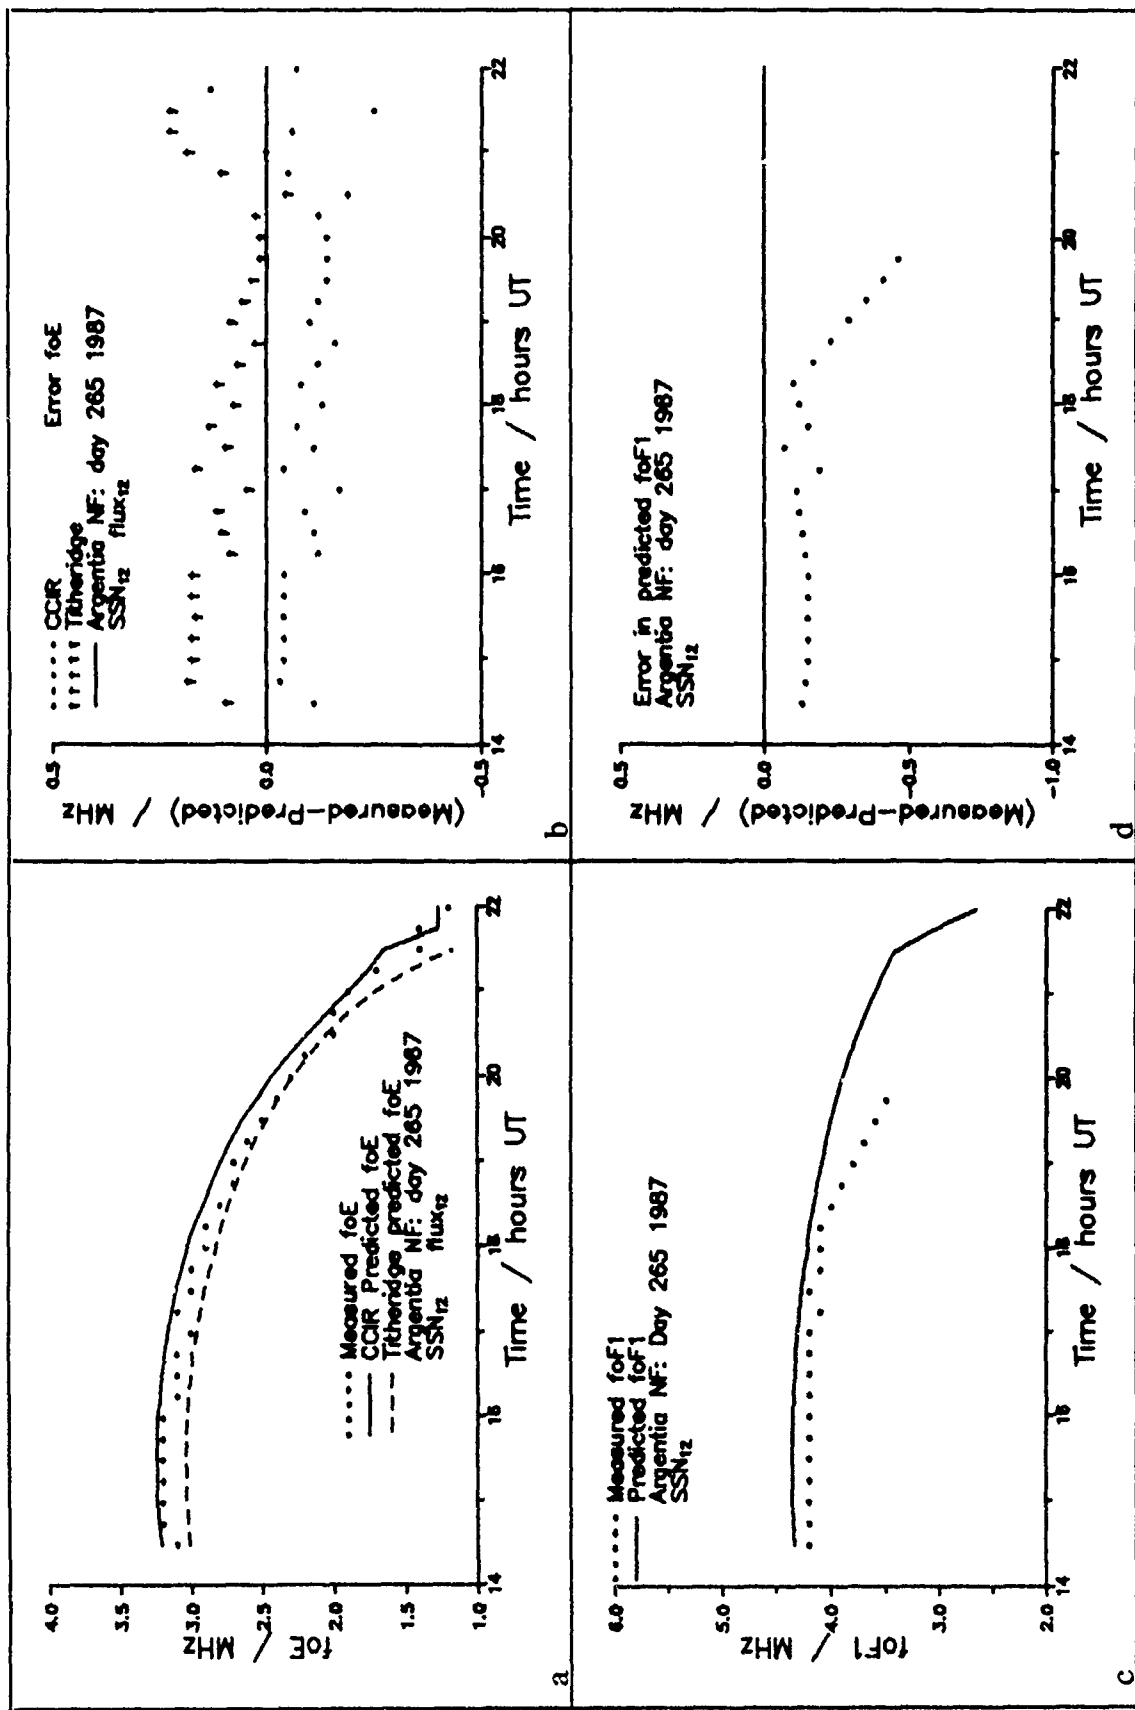 a
foE / MHz
4.0
3.5
3.0
2.5
2.0
1.5
1.0
Measured foE
CCIR Predicted foE
Titheridge predicted foE
Argentia NF: day 265 1987
SSN12 flux12
14
16
18
20
22
Time / hours UT
b
(Measured-Predicted) / MHz
0.5
0.0
-0.5
CCIR Error foE
Titheridge
Argentia NF: day 265 1987
SSN12 flux12
14
16
18
20
22
Time / hours UT
c
foF1 / MHz
6.0
5.0
4.0
3.0
2.0
Measured foF1
Predicted foF1
Argentia NF: Day 265 1987
SSN12
14
16
18
20
22
Time / hours UT
d
(Measured-Predicted) / MHz
0.5
0.0
-0.5
-1.0
Error in predicted foF1
Argentia NF: day 265 1987
SSN12
14
16
18
20
22
Time / hours UT